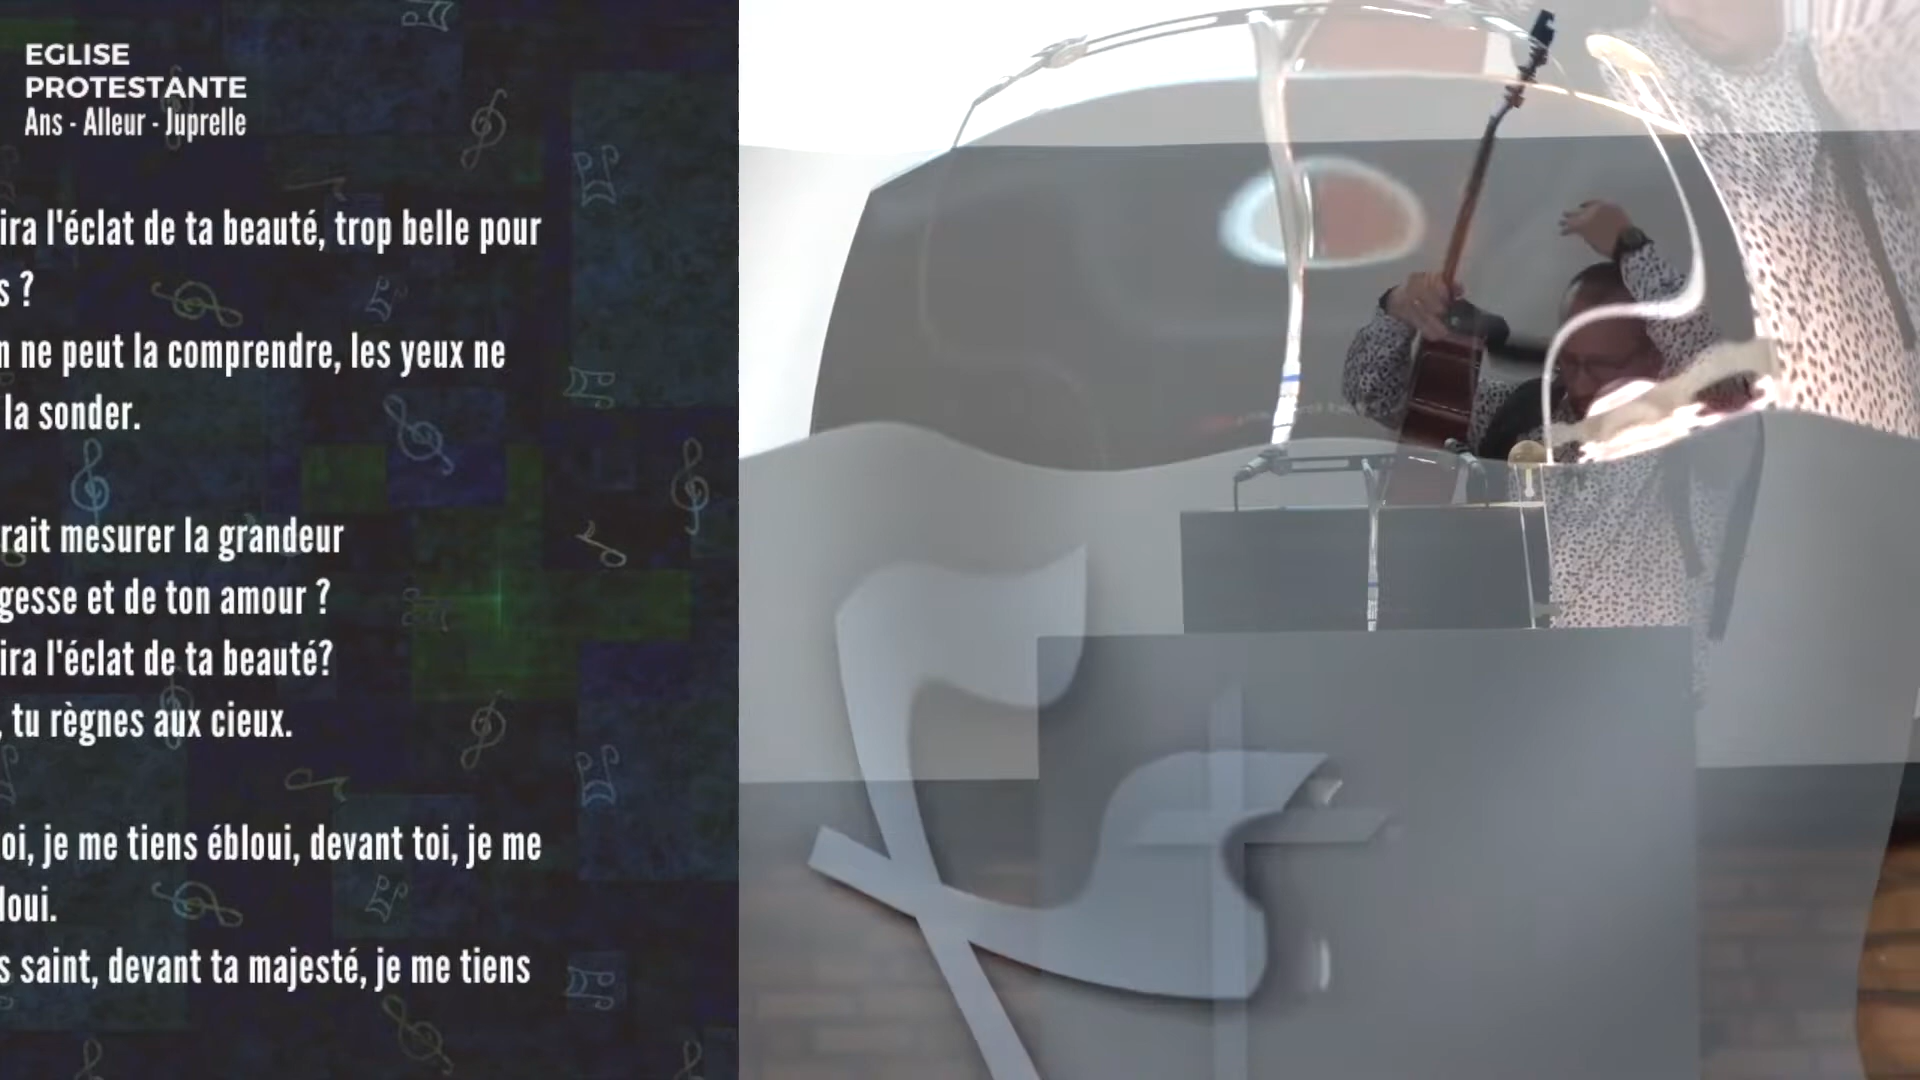 EGLISE
PROTESTANTE
Ans - Alleur - Juprelle
ira l'éclat de ta beauté, trop belle pour
s ?
n ne peut la comprendre, les yeux ne
la sonder.
rait mesurer la grandeur
gesse et de ton amour ?
ira l'éclat de ta beauté?
, tu règnes aux cieux.
oi, je me tiens ébloui, devant toi, je me
loui.
s saint, devant ta majesté, je me tiens